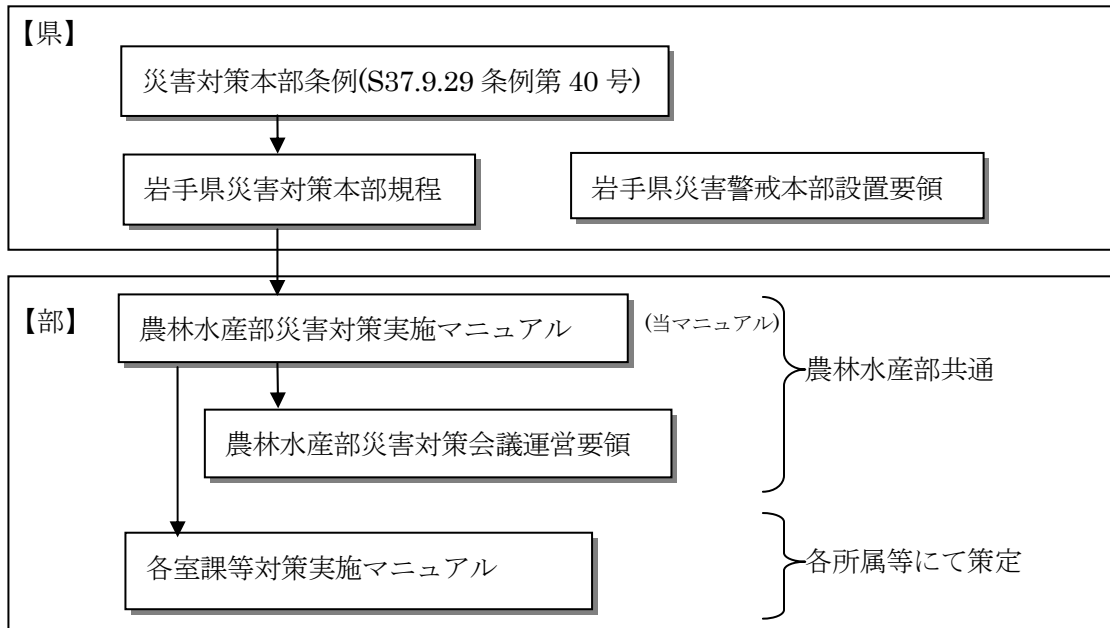 【県】
災害対策本部条例(S37.9.29 条例第 40 号)
岩手県災害対策本部規程
岩手県災害警戒本部設置要領
【部】
農林水産部災害対策実施マニュアル
(当マニュアル)
農林水産部共通
農林水産部災害対策会議運営要領
各室課等対策実施マニュアル
各所属等にて策定